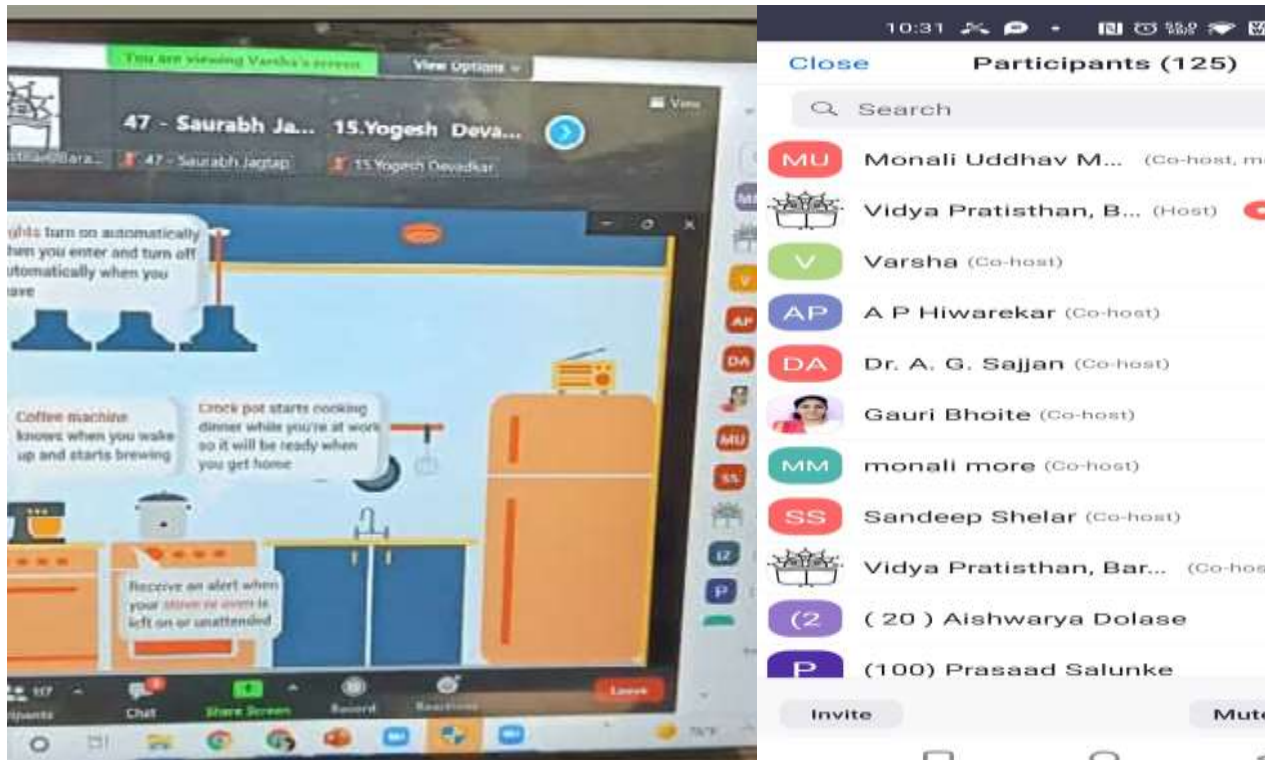 You are viewing Varsha's screen
View Options
View
47 - Saurabh Ja...
15.Yogesh Deva...
47 - Saurabh Jagtap
15.Yogesh Devadkar
turn on automatically
when you enter and turn off
automatically when you
Coffee machine
knows when you wake
up and starts brewing
Crock pot starts cooking
dinner while you're at work
so it will be ready when
you get home
Receive an alert when
your stove or oven is
left on or unattended
117
Chat
Share Screen
Record
Reactions
Leave
V
AP
DA
MU
SS
P
10:31
Close
Participants (125)
Search
MU Monali Uddhav M... (Co-host, m
Vidya Pratisthan, B... (Host)
V Varsha (Co-host)
AP A P Hiwarekar (Co-host)
DA Dr. A. G. Sajjan (Co-host)
Gauri Bhoite (Co-host)
MM monali more (Co-host)
SS Sandeep Shelar (Co-host)
Vidya Pratisthan, Bar... (Co-hos
(2 ( 20 ) Aishwarya Dolase
P (100) Prasaad Salunke
Invite
Mute